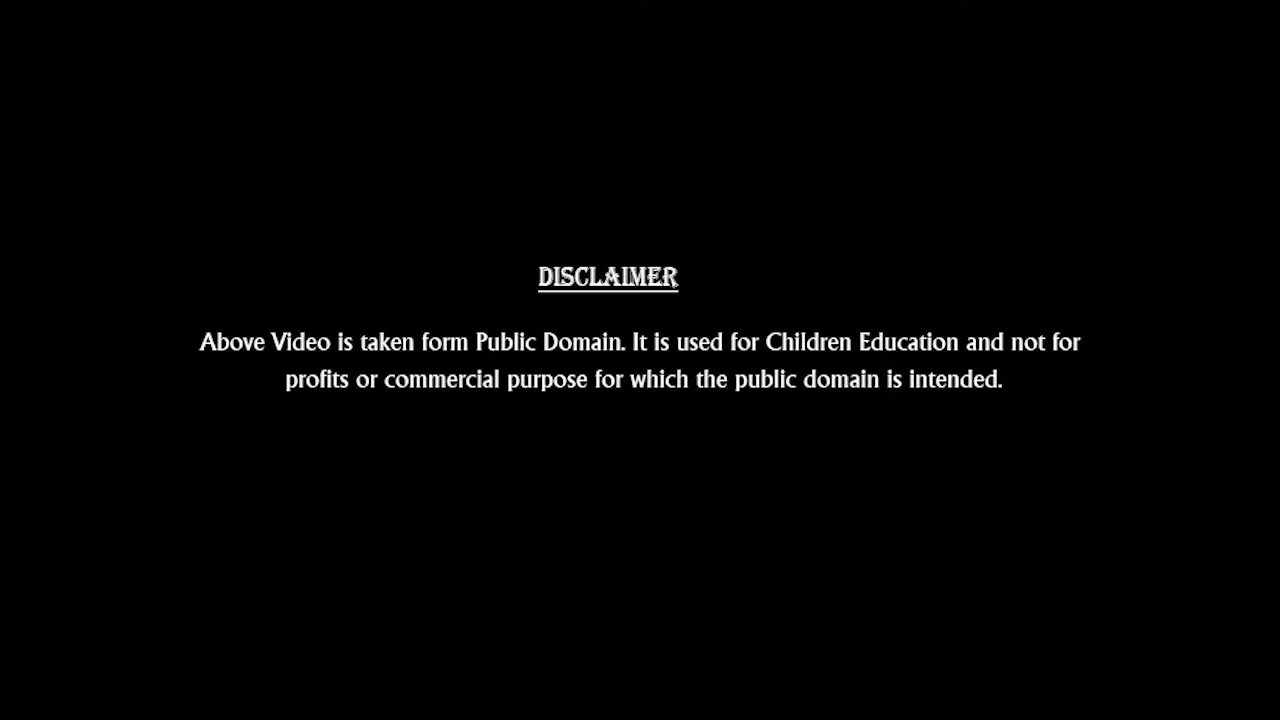 DISCLAIMER
Above Video is taken form Public Domain. It is used for Children Education and not for
profits or commercial purpose for which the public domain is intended.